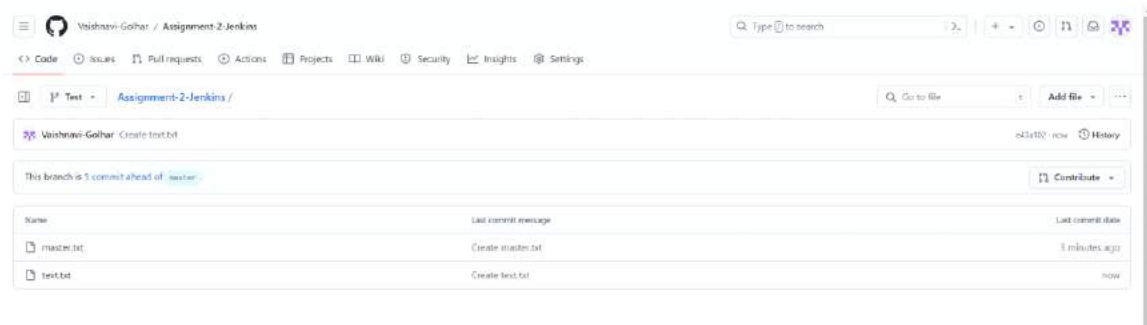 Vaishnavi-Golhar / Assignment-2-Jenkins
Type / to search
Code Issues Pull requests Actions Projects Wiki Security Insights Settings
Test Assignment-2-Jenkins /
Go to file t Add file
Vaishnavi-Golhar Create text.txt
now History
This branch is commit ahead of master .
Contribute
Name Last commit message Last commit date
master.txt Create master.txt minutes ago
text.txt Create text.txt now